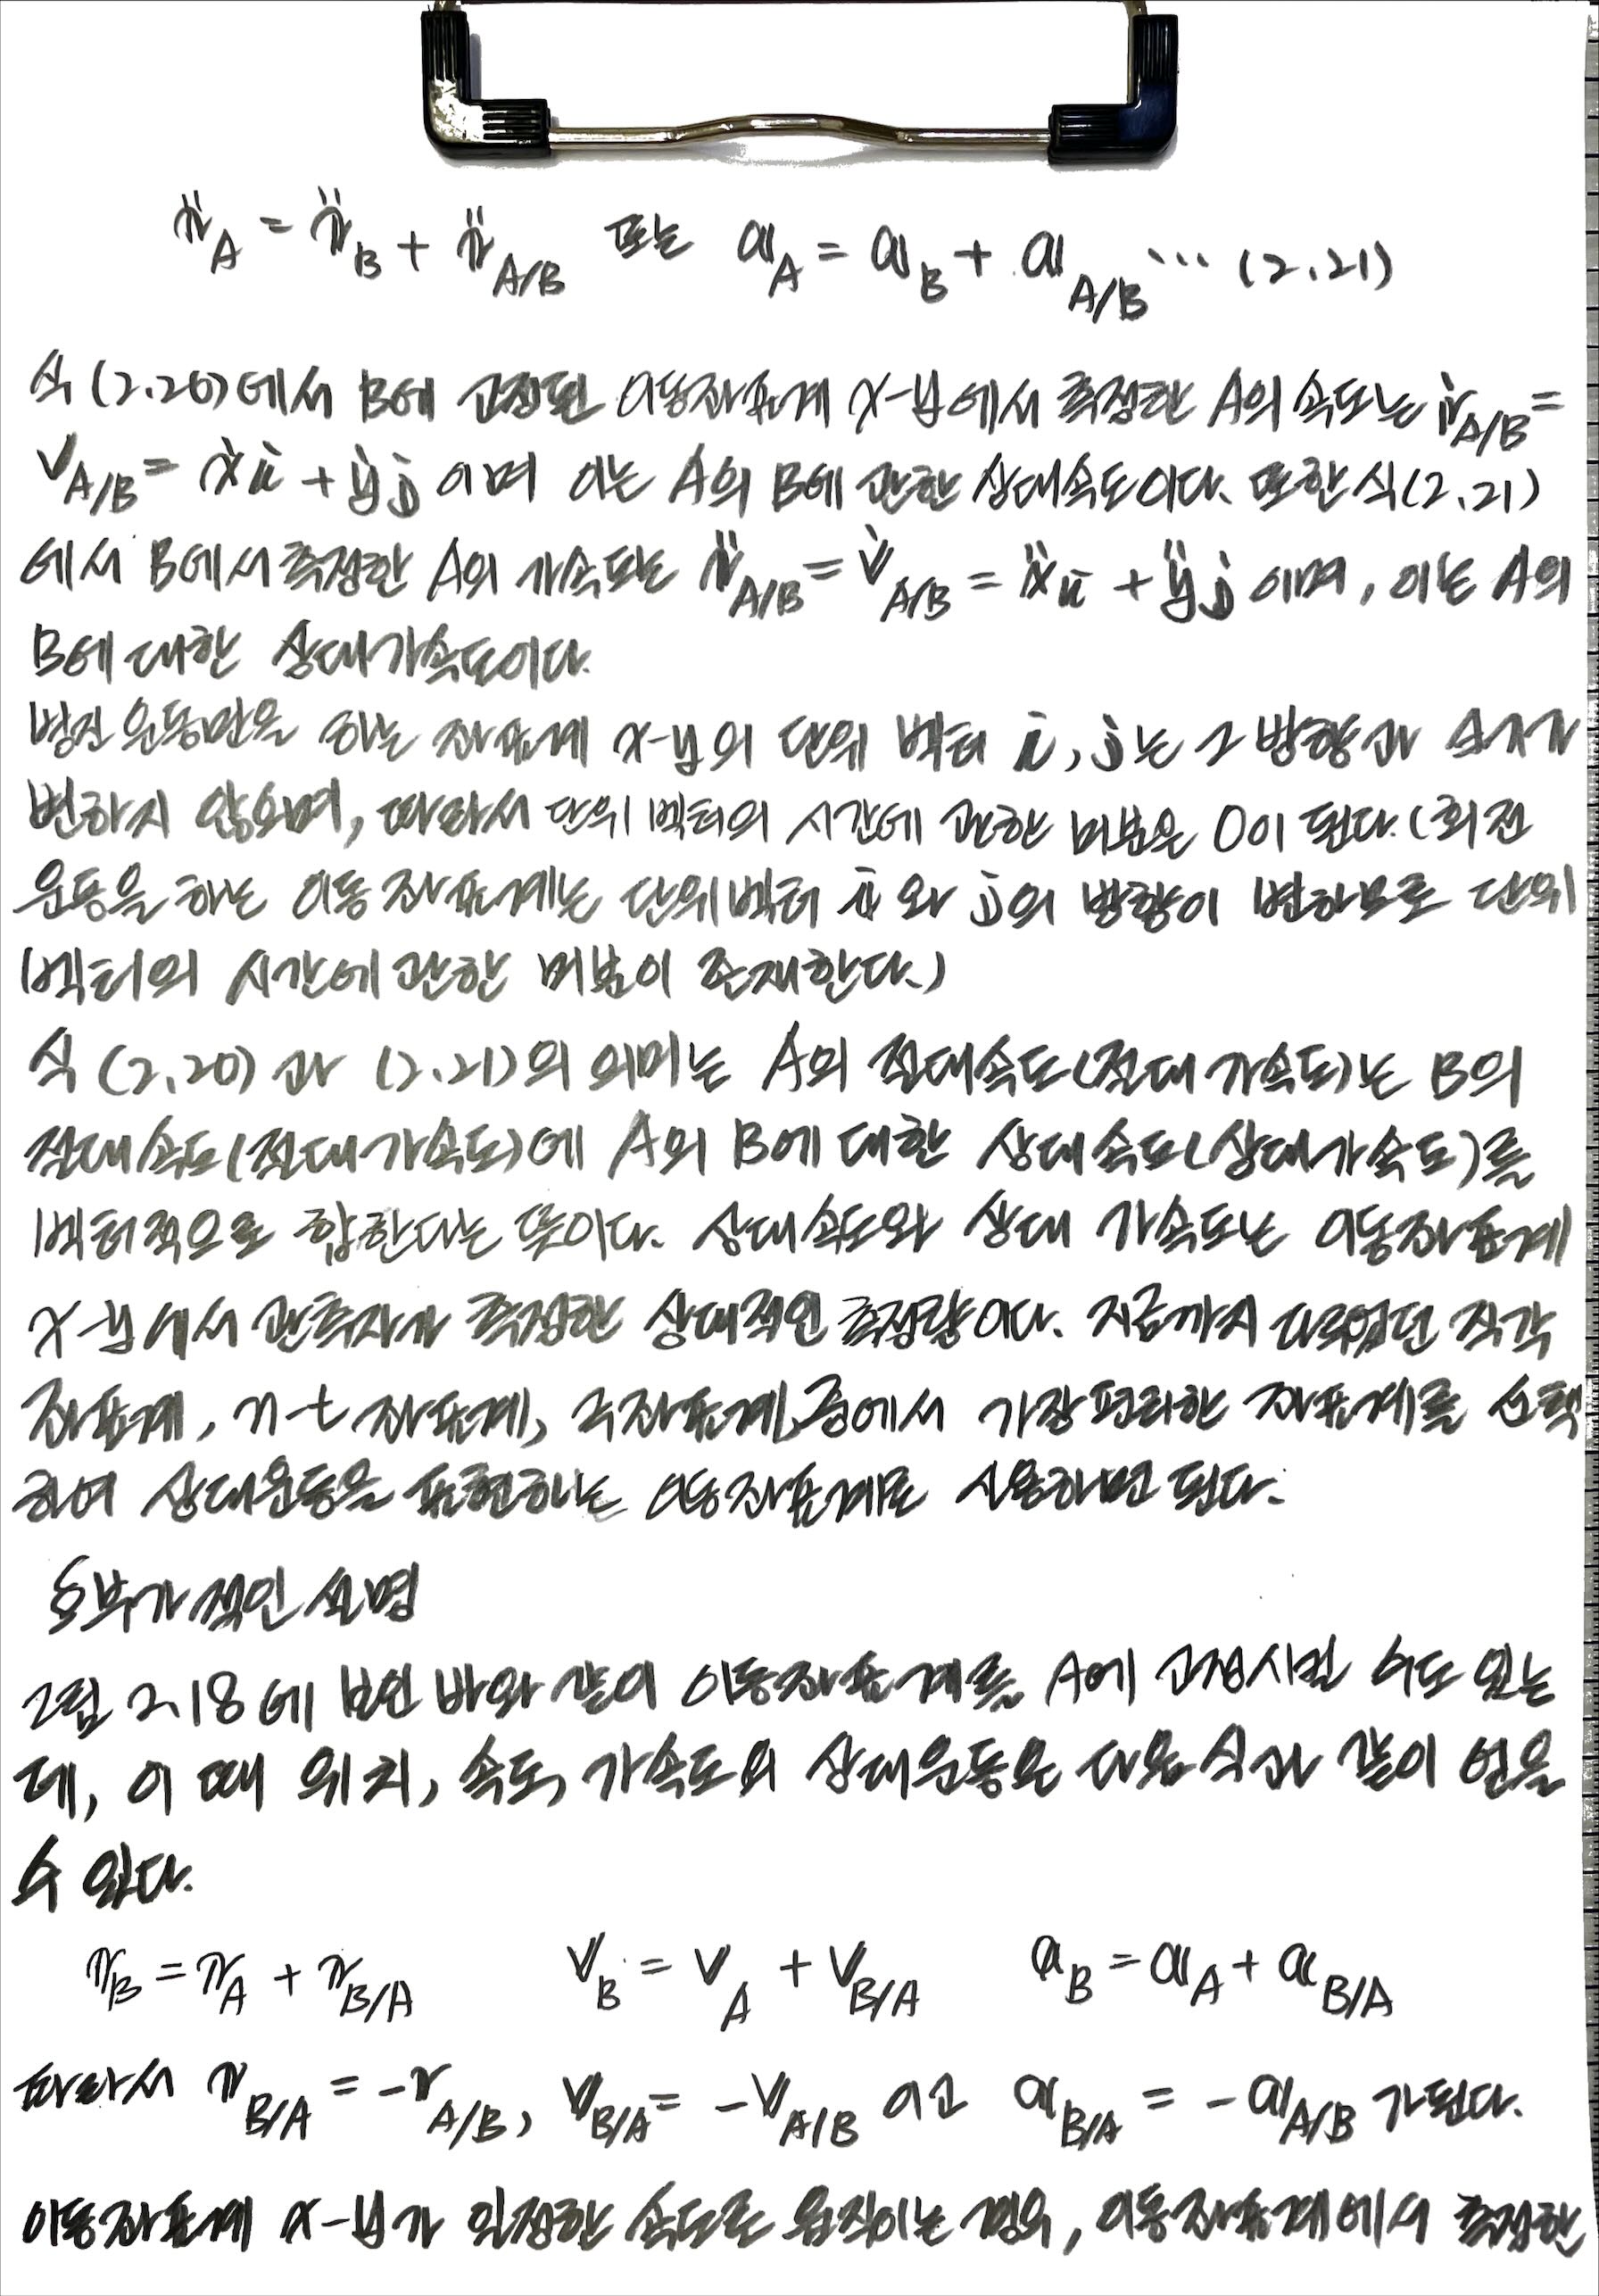 r̈_A = r̈_B + r̈_A/B 또는 a_A = a_B + a_A/B ... (2.21)
식(2.20)에서 B에 고정된 이동좌표계 x-y에서 측정한 A의 속도는 ṙ_A/B =
v_A/B = ẋi + ẏj 이며 이는 A의 B에 관한 상대속도이다. 또한 식(2.21)
에서 B에서 측정한 A의 가속도는 r̈_A/B = v̇_A/B = ẍi + ÿj 이며, 이는 A의
B에 대한 상대가속도이다.
병진 운동만을 하는 좌표계 x-y의 단위 벡터 i, j는 그 방향과 크기가
변하지 않으며, 따라서 단위 벡터의 시간에 관한 미분은 0이 된다. (회전
운동을 하는 이동 좌표계는 단위벡터 i와 j의 방향이 변하므로 단위
벡터의 시간에 관한 미분이 존재한다.)
식 (2.20)과 (2.21)의 의미는 A의 절대속도(절대가속도)는 B의
절대속도(절대가속도)에 A의 B에 대한 상대속도(상대가속도)를
벡터적으로 합한다는 뜻이다. 상대속도와 상대 가속도는 이동좌표계
x-y에서 관측자가 측정한 상대적인 측정량이다. 지금까지 다루었던 직각
좌표계, n-t 좌표계, 극좌표계 중에서 가장 편리한 좌표계를 선택
하여 상대운동을 표현하는 이동좌표계로 사용하면 된다.
부가적인 설명
그림 2.18에 보인 바와 같이 이동좌표계를 A에 고정시킬 수도 있는
데, 이 때 위치, 속도, 가속도의 상대운동은 다음 식과 같이 얻을
수 있다.
r_B = r_A + r_B/A v_B = v_A + v_B/A a_B = a_A + a_B/A
따라서 r_B/A = -r_A/B, v_B/A = -v_A/B 이고 a_B/A = -a_A/B 가 된다.
이동좌표계 x-y가 일정한 속도로 움직이는 경우, 이동좌표계에서 측정한